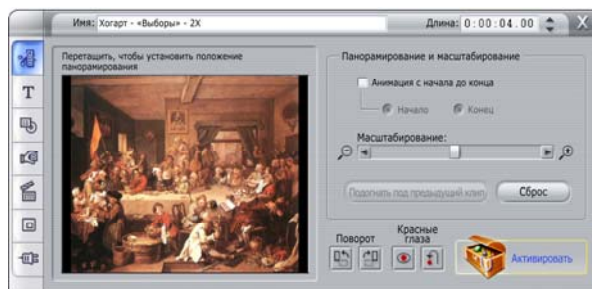 Имя: Хогарт - «Выборы» - 2X
Длина: 0:00:04.00
X
Перетащить, чтобы установить положение
панорамирования
Панорамирование и масштабирование
Анимация с начала до конца
Начало
Конец
Масштабирование:
Подогнать под предыдущий клип
Сброс
Поворот
Красные
глаза
Активировать
T